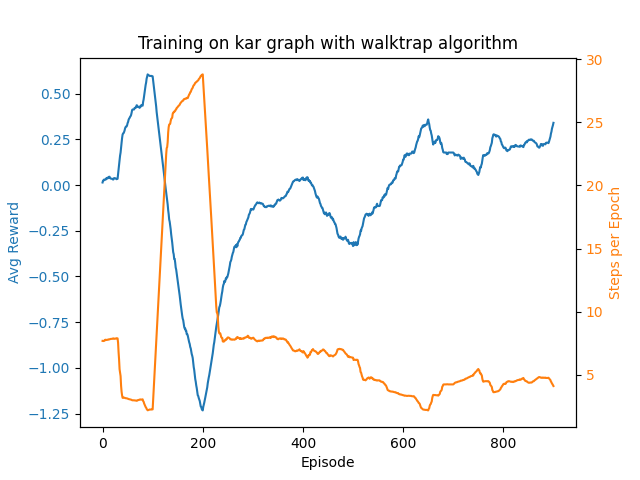 Training on kar graph with walktrap algorithm
0.50
0.25
0.00
−0.25
−0.50
−0.75
−1.00
−1.25
Avg Reward
30
25
20
15
10
5
Steps per Epoch
0 200 400 600 800
Episode